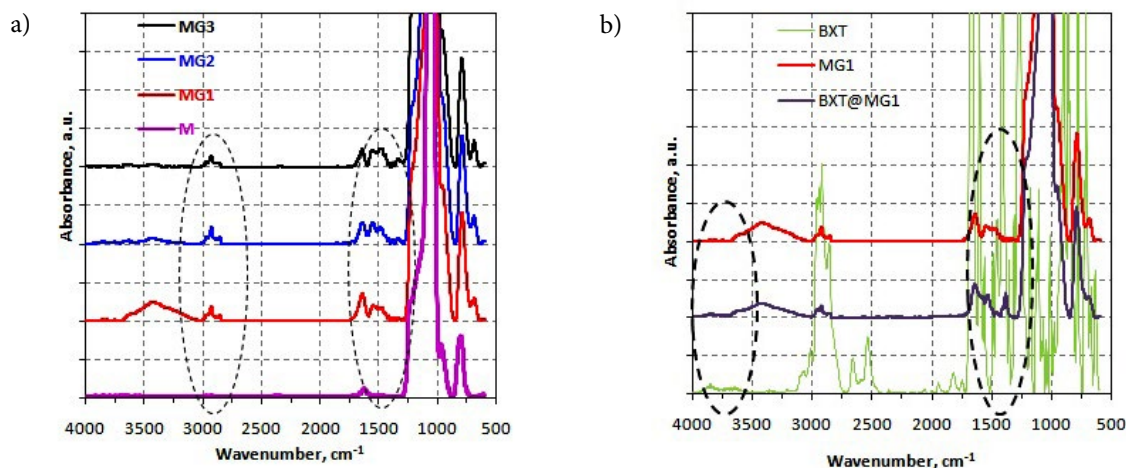 a)
MG3
MG2
MG1
M
Absorbance, a.u.
4000 3500 3000 2500 2000 1500 1000 500
Wavenumber, cm-1
b)
BXT
MG1
BXT@MG1
Absorbance, a.u.
4000 3500 3000 2500 2000 1500 1000 500
Wavenumber, cm-1